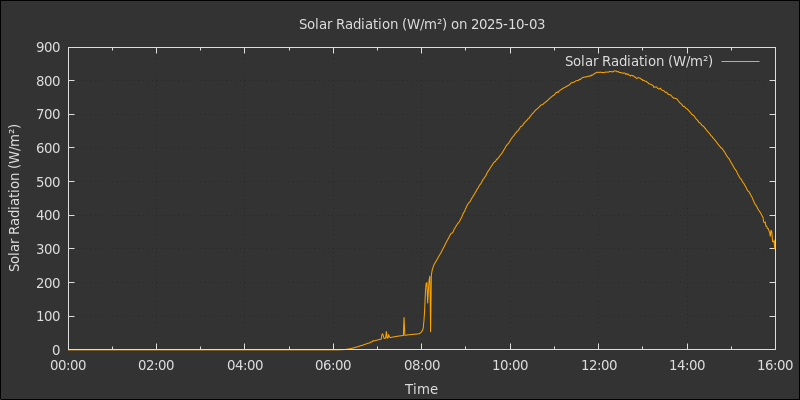 Solar Radiation (W/m²) on 2025-10-03
Solar Radiation (W/m²)
Solar Radiation (W/m²)
900
800
700
600
500
400
300
200
100
0
00:00 02:00 04:00 06:00 08:00 10:00 12:00 14:00 16:00
Time